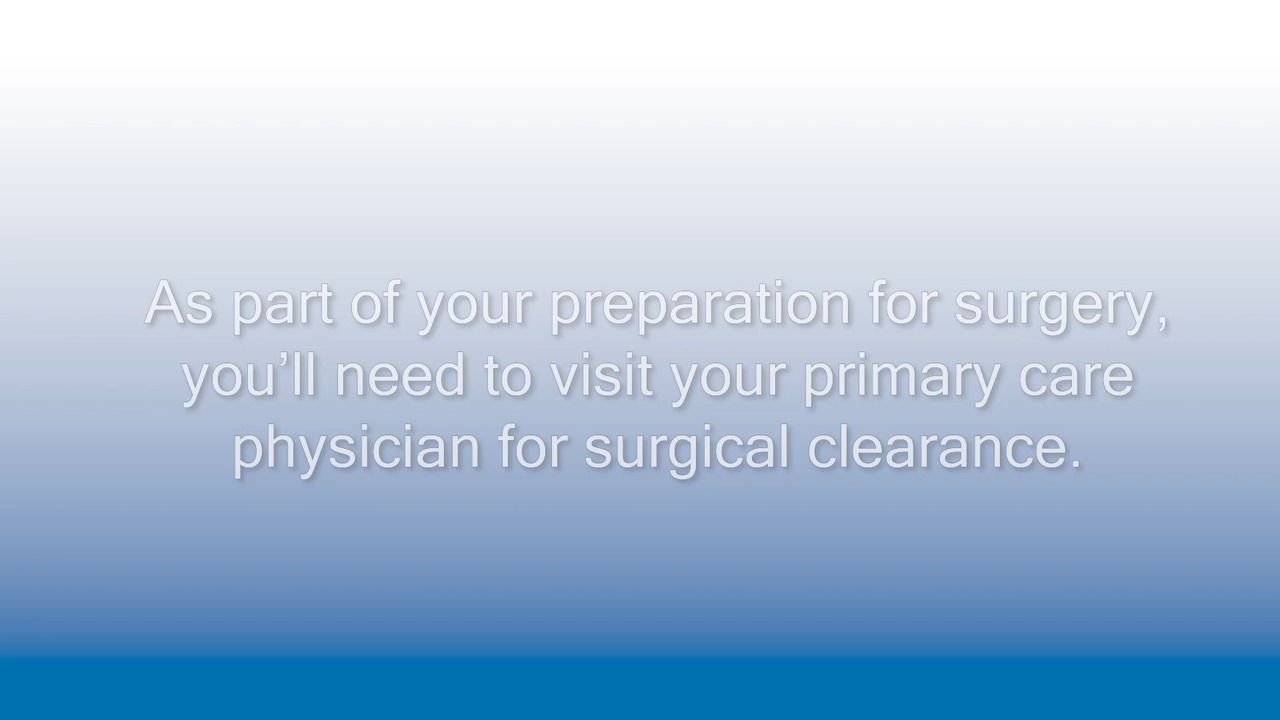 As part of your preparation for surgery,
you’ll need to visit your primary care
physician for surgical clearance.